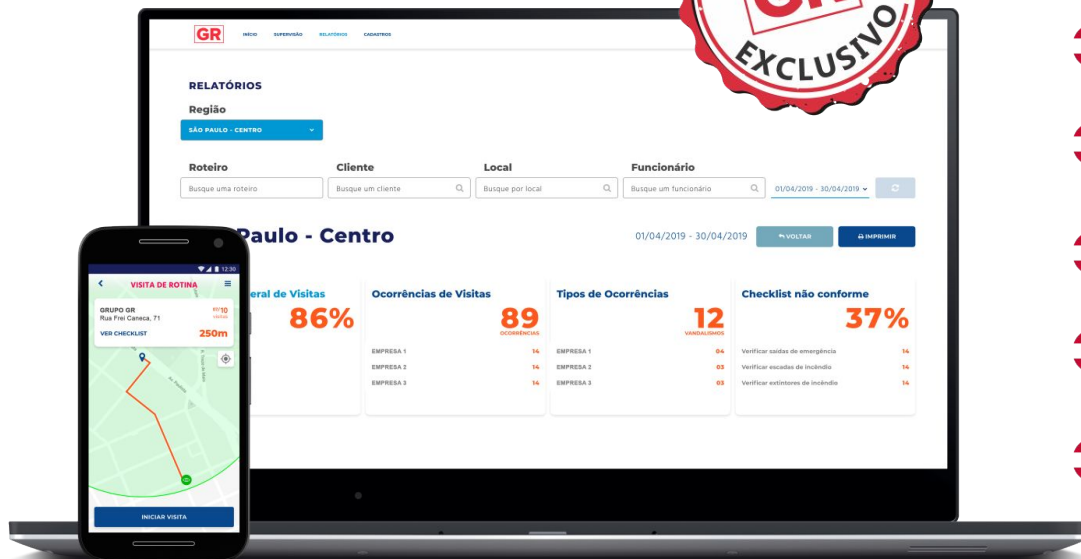 GR
EXCLUSIVO
GR INÍCIO SUPERVISÃO RELATÓRIOS CADASTROS
RELATÓRIOS
Região
SÃO PAULO - CENTRO
Roteiro Cliente Local Funcionário
Busque uma roteiro Busque um cliente Busque por local Busque um funcionário 01/04/2019 - 30/04/2019
Paulo - Centro 01/04/2019 - 30/04/2019 VOLTAR IMPRIMIR
eral de Visitas Ocorrências de Visitas Tipos de Ocorrências Checklist não conforme
86% 89 12 37%
OCORRÊNCIAS VANDALISMOS
EMPRESA 1 14 EMPRESA 1 04 Verificar saídas de emergência 14
EMPRESA 2 14 EMPRESA 2 03 Verificar escadas de incêndio 14
EMPRESA 3 14 EMPRESA 3 03 Verificar extintores de incêndio 14
12:30
VISITA DE ROTINA
GRUPO GR
Rua Frei Caneca, 71
VER CHECKLIST 250m
INICIAR VISITA